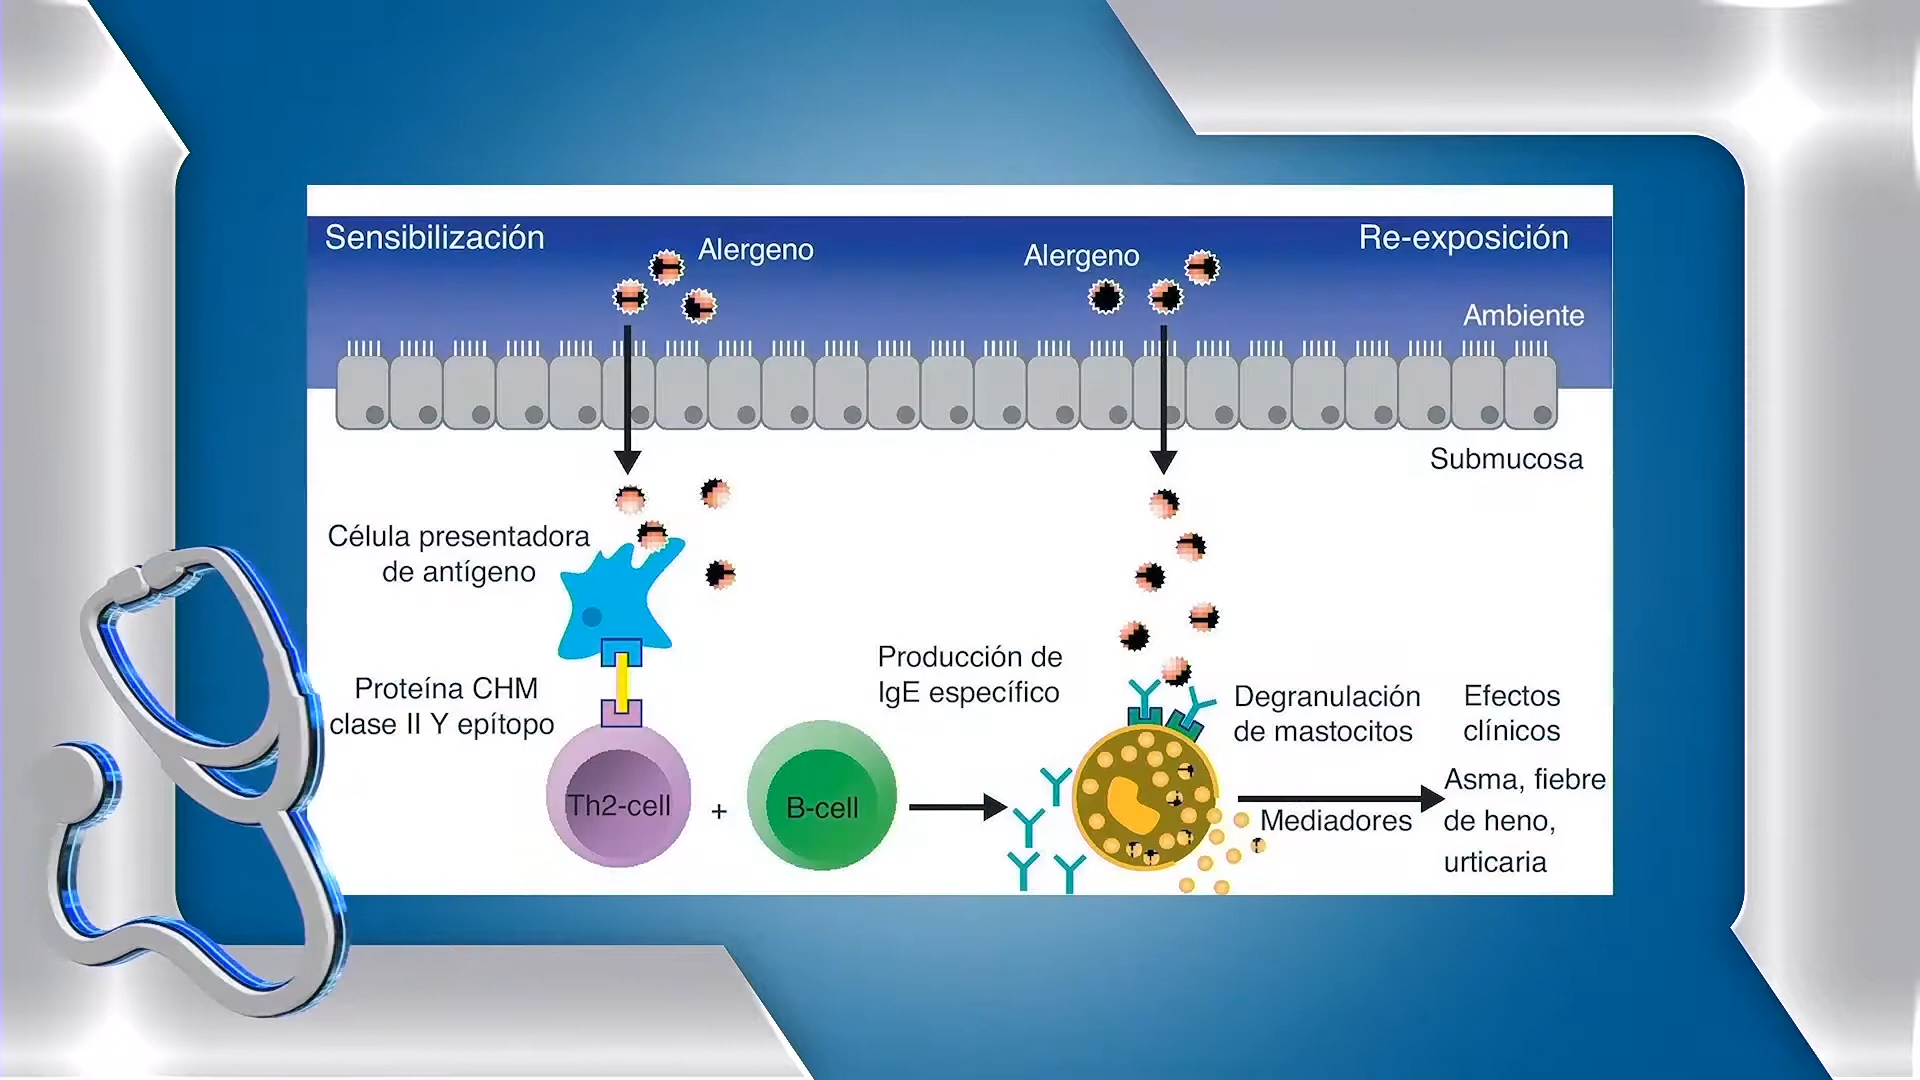 Sensibilización
Alergeno
Alergeno
Re-exposición
Ambiente
Submucosa
Célula presentadora
de antígeno
Proteína CHM
clase II Y epítopo
Th2-cell
+
B-cell
Producción de
IgE específico
Degranulación
de mastocitos
Mediadores
Efectos
clínicos
Asma, fiebre
de heno,
urticaria